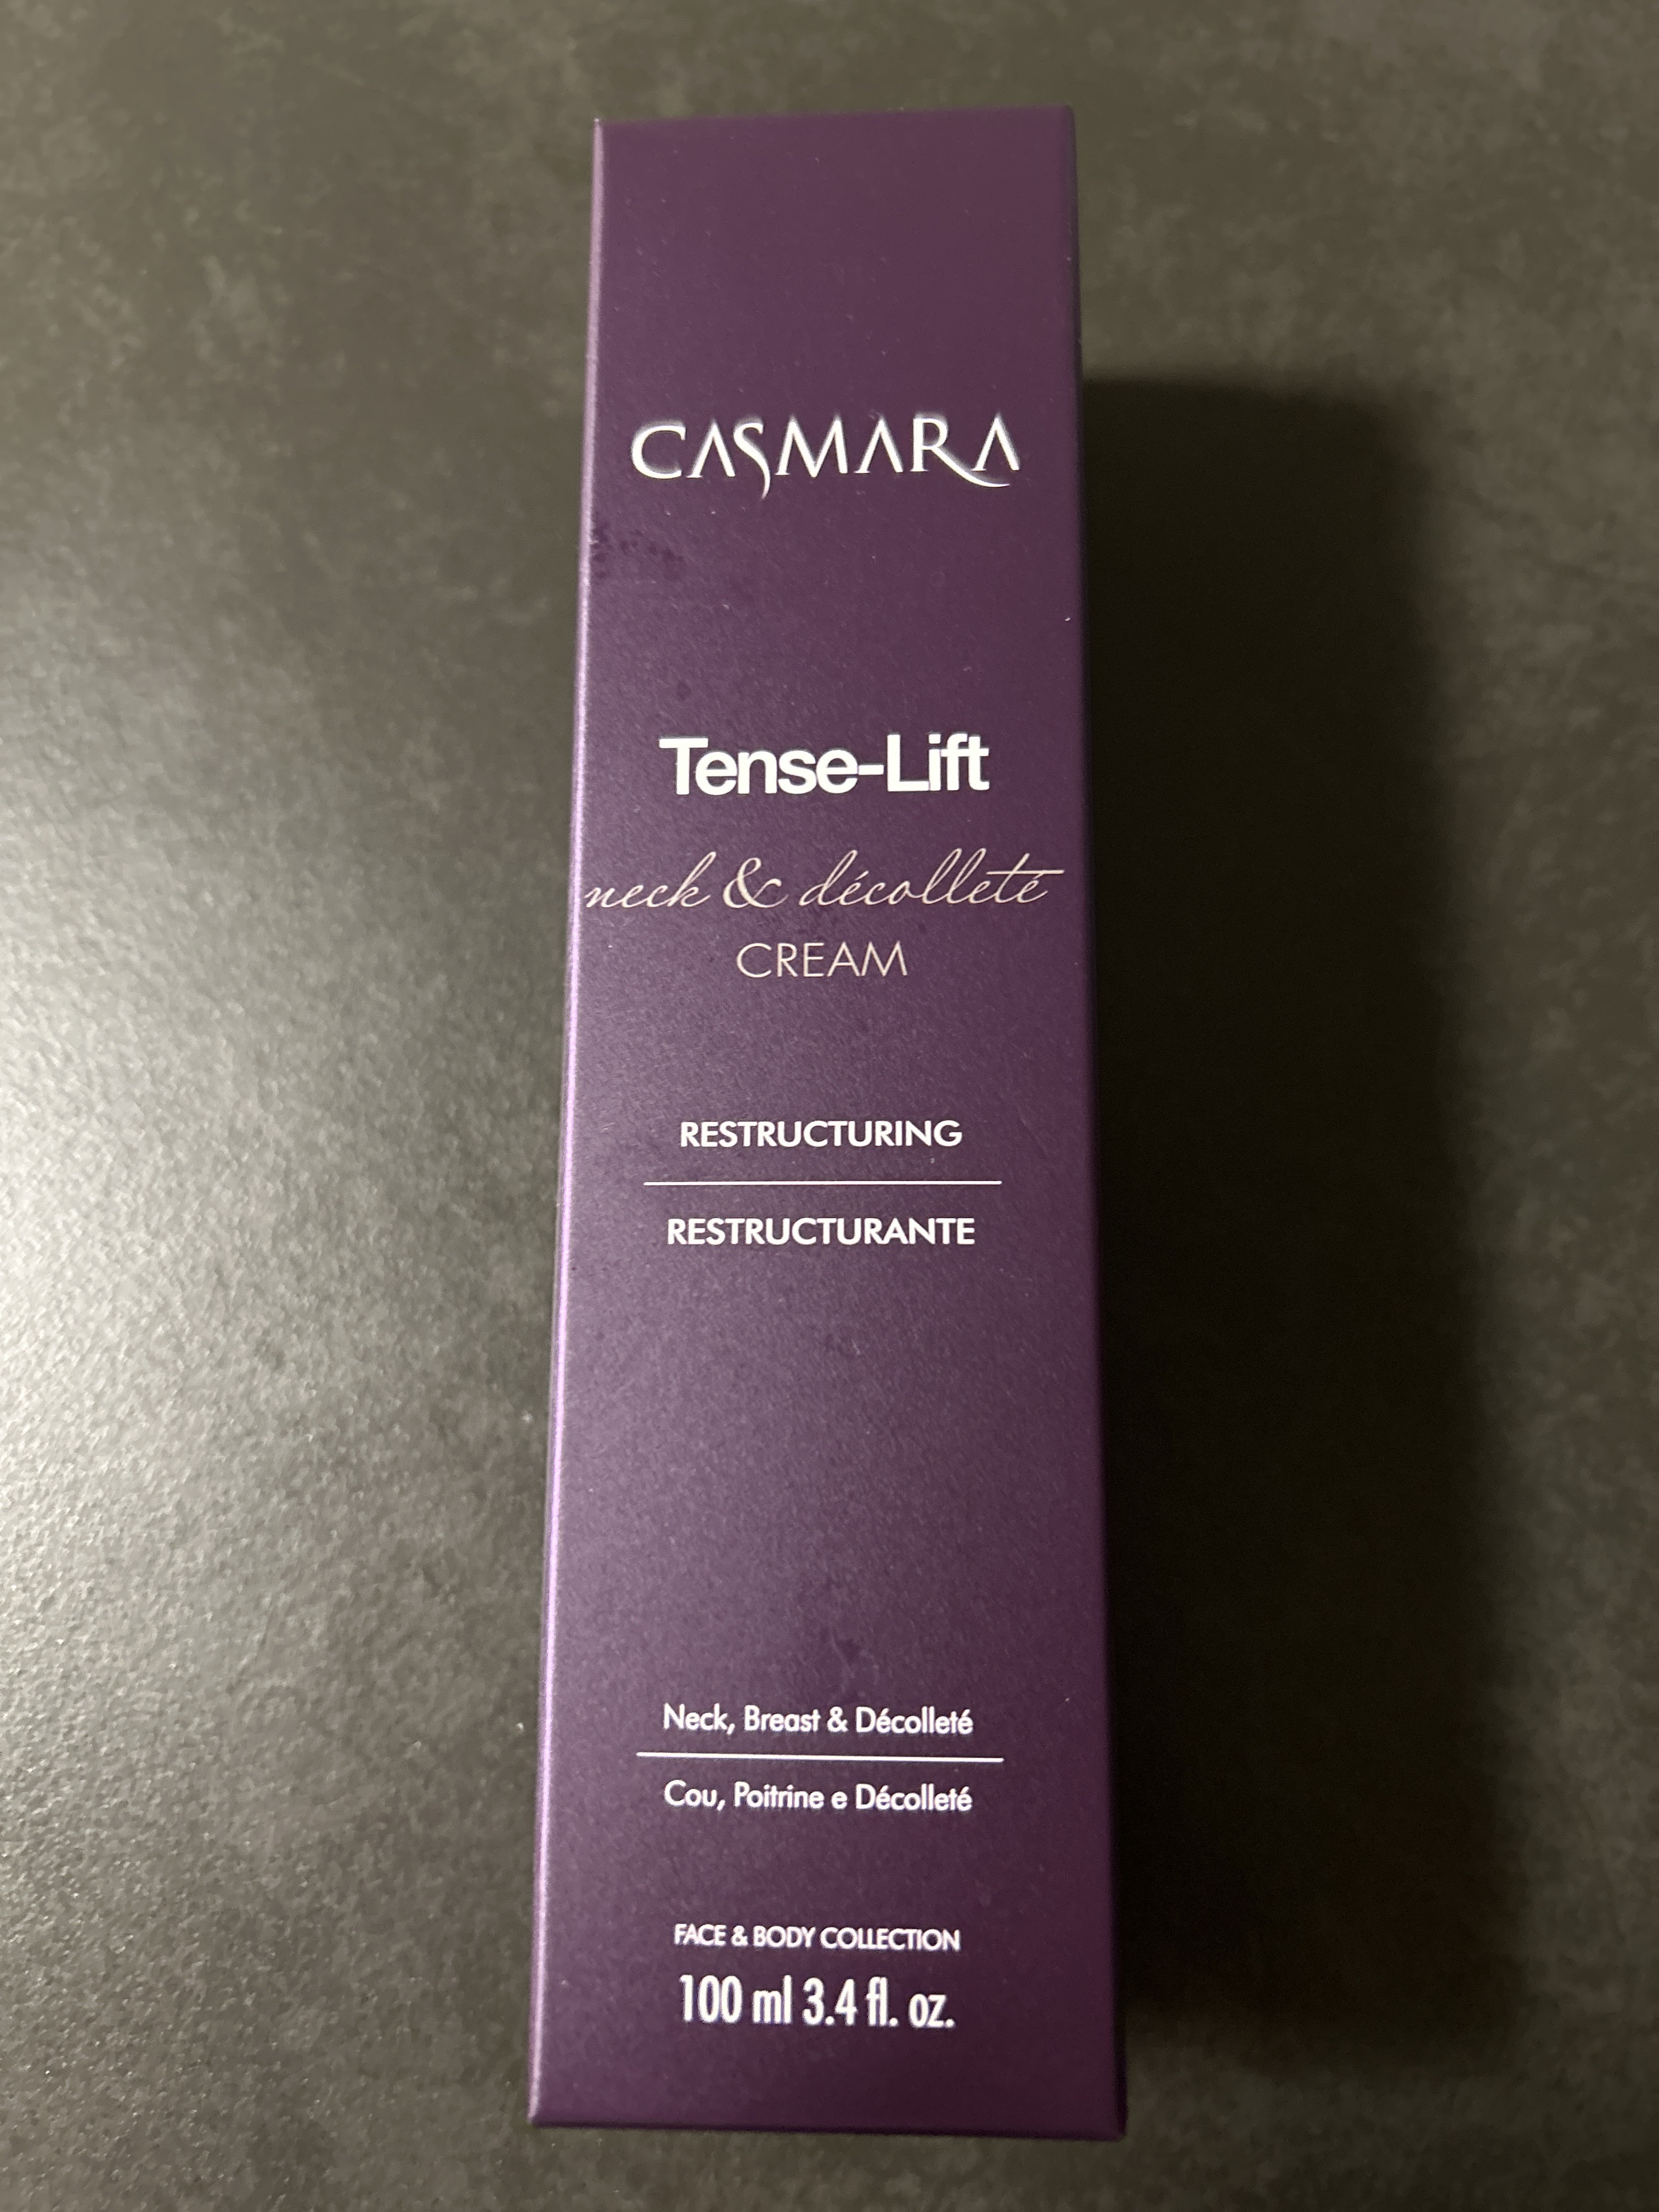 CASMARA
Tense-Lift
neck & décolleté
CREAM
RESTRUCTURING
RESTRUCTURANTE
Neck, Breast & Décolleté
Cou, Poitrine e Décolleté
FACE & BODY COLLECTION
100 ml 3.4 fl. oz.